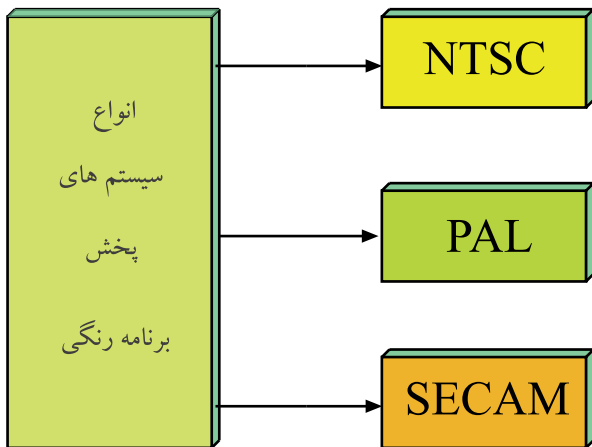 انواع
سیستم های
پخش
برنامه رنگی
NTSC
PAL
SECAM